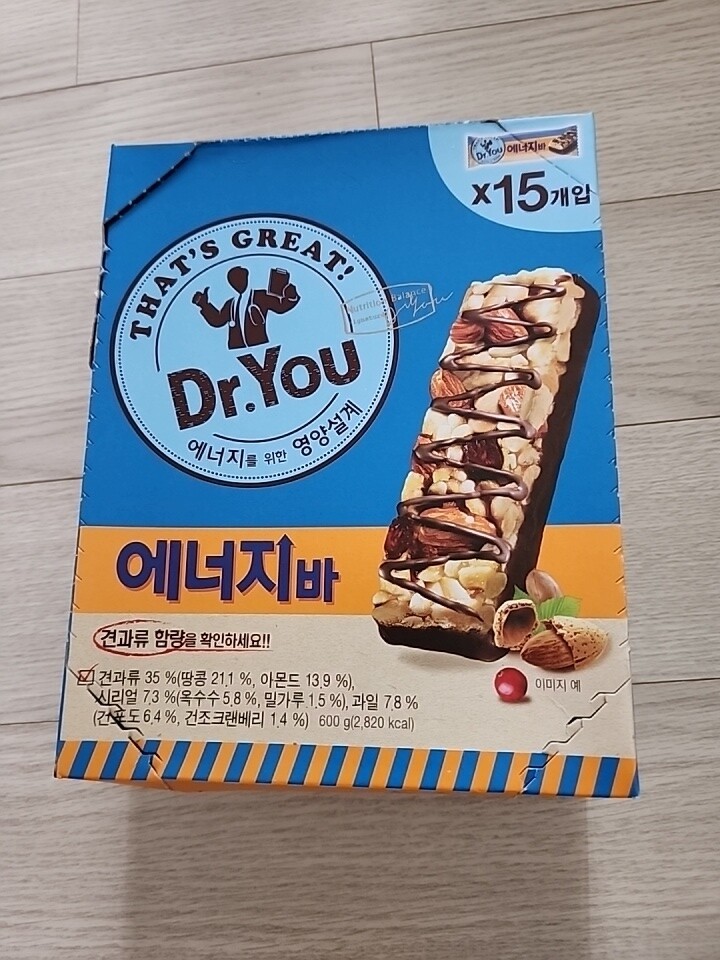 Dr.You 에너지바
x15개입
THAT'S GREAT!
Dr.You
에너지를 위한 영양설계
Nutrition Balance
에너지바
견과류 함량을 확인하세요!!
견과류 35 %(땅콩 21,1 %, 아몬드 13,9 %),
시리얼 7,3 %(옥수수 5,8 %, 밀가루 1,5 %), 과일 7,8 %
(건포도 6,4 %, 건조크랜베리 1,4 %) 600 g(2,820 kcal)
이미지 예